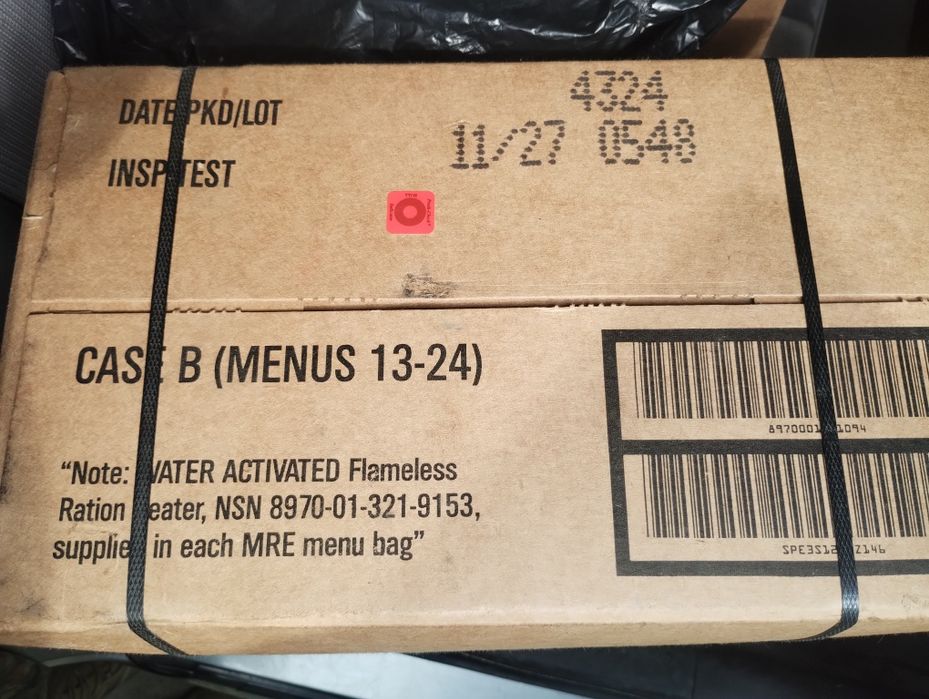 DATE PKD/LOT
4324
INSP TEST
11/27 0548
CASE B (MENUS 13-24)
"Note: WATER ACTIVATED Flameless
Ration Heater, NSN 8970-01-321-9153,
supplied in each MRE menu bag"